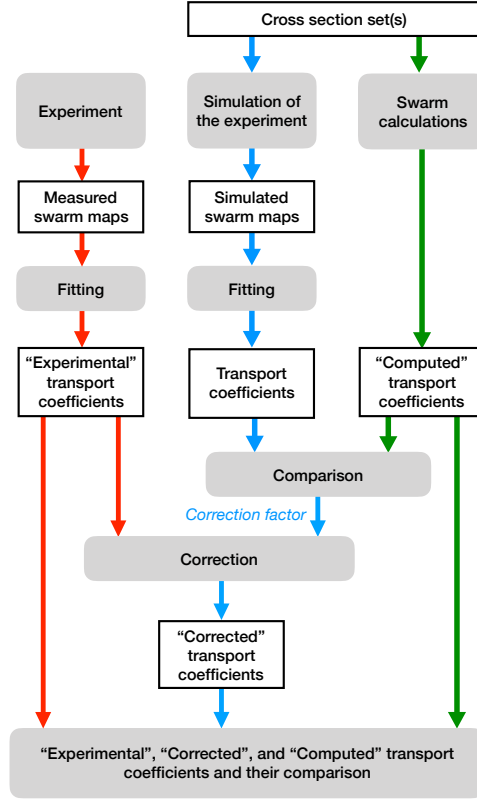 Cross section set(s)
Experiment
Simulation of
the experiment
Swarm
calculations
Measured
swarm maps
Simulated
swarm maps
Fitting
Fitting
“Experimental”
transport
coefficients
Transport
coefficients
“Computed”
transport
coefficients
Comparison
Correction factor
Correction
“Corrected”
transport
coefficients
“Experimental”, “Corrected”, and “Computed” transport
coefficients and their comparison